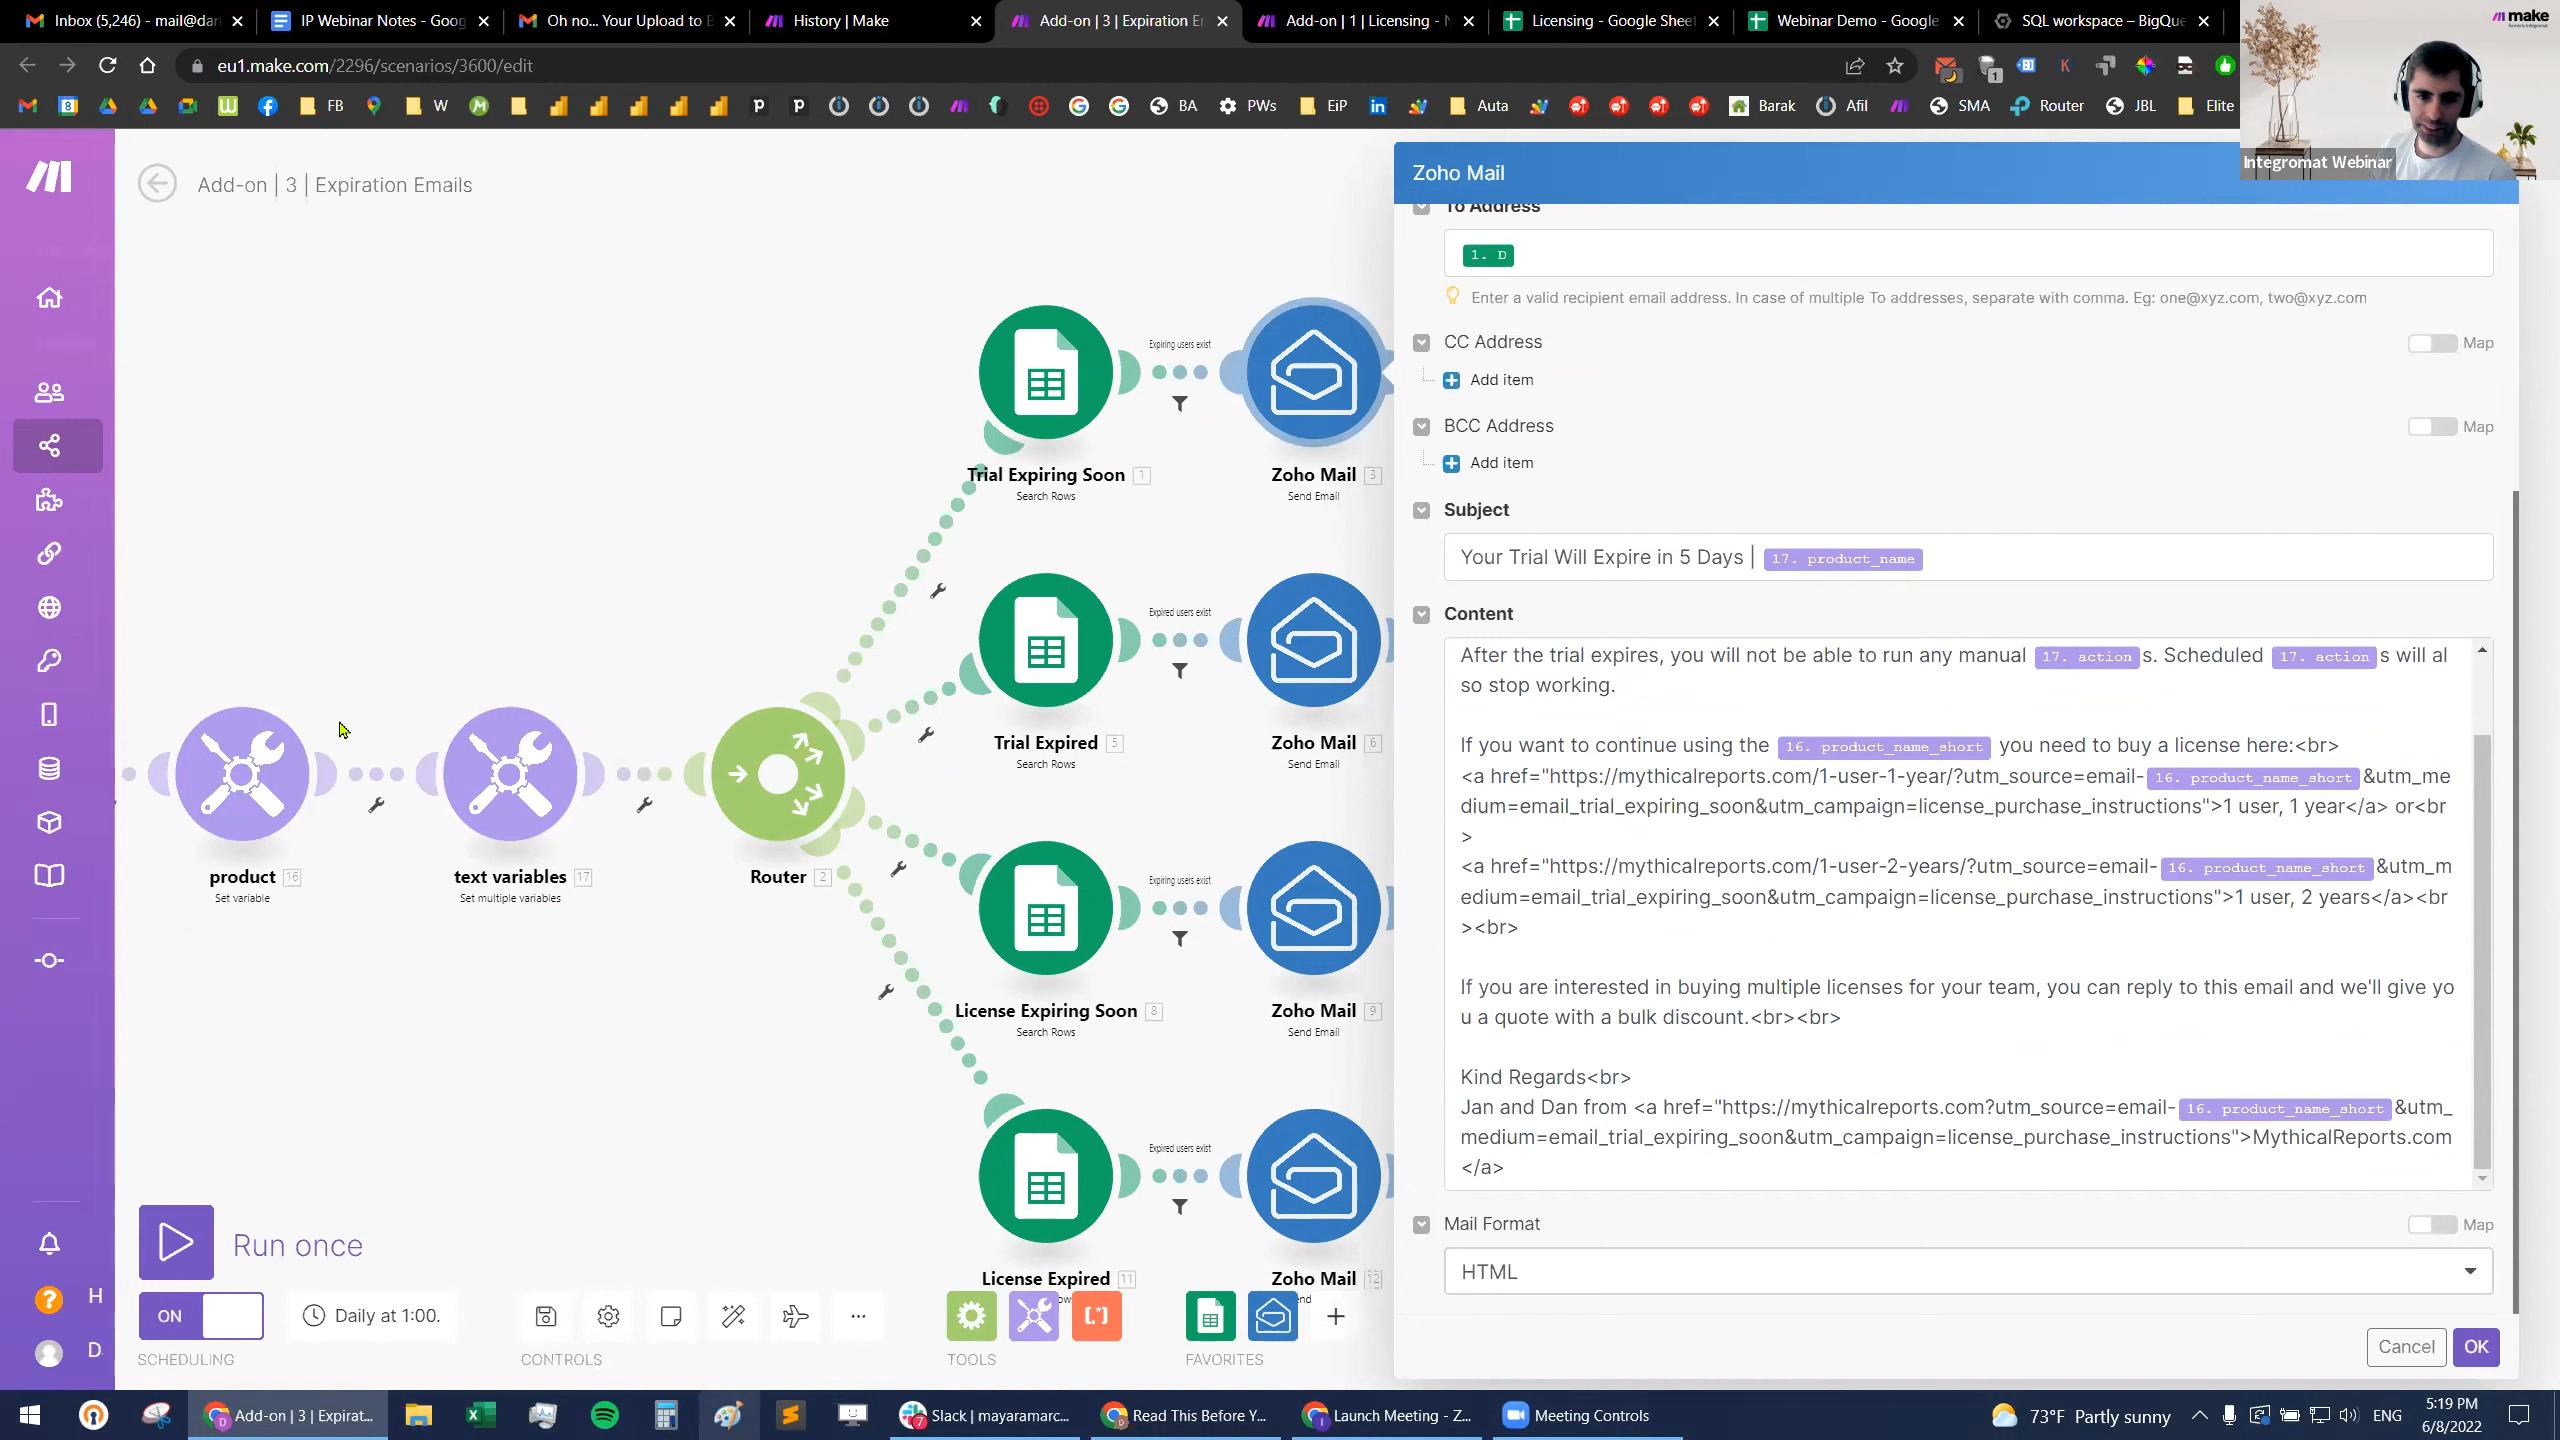 Inbox (5,246) - mail@dan
IP Webinar Notes - Goog
Oh no... Your Upload to
History | Make
Add-on | 3 | Expiration E
Add-on | 1 | Licensing -
Licensing - Google Sheet
Webinar Demo - Google
SQL workspace – BigQue
make
eu1.make.com/2296/scenarios/3600/edit
FB
W
BA
PWs
EiP
Auta
Barak
Afil
SMA
Router
JBL
Elite
Integromat Webinar
Add-on | 3 | Expiration Emails
Zoho Mail
To Address
1. D
Enter a valid recipient email address. In case of multiple To addresses, separate with comma. Eg: one@xyz.com, two@xyz.com
CC Address
Map
Add item
BCC Address
Map
Add item
Subject
Your Trial Will Expire in 5 Days | 17. product_name
Content
After the trial expires, you will not be able to run any manual 17. action s. Scheduled 17. action s will al
so stop working.
If you want to continue using the 16. product_name_short you need to buy a license here:<br>
<a href="https://mythicalreports.com/1-user-1-year/?utm_source=email- 16. product_name_short &utm_me
dium=email_trial_expiring_soon&utm_campaign=license_purchase_instructions">1 user, 1 year</a> or<br
>
<a href="https://mythicalreports.com/1-user-2-years/?utm_source=email- 16. product_name_short &utm_m
edium=email_trial_expiring_soon&utm_campaign=license_purchase_instructions">1 user, 2 years</a><br
><br>
If you are interested in buying multiple licenses for your team, you can reply to this email and we'll give yo
u a quote with a bulk discount.<br><br>
Kind Regards<br>
Jan and Dan from <a href="https://mythicalreports.com?utm_source=email- 16. product_name_short &utm_
medium=email_trial_expiring_soon&utm_campaign=license_purchase_instructions">MythicalReports.com
</a>
Mail Format
Map
HTML
Cancel
OK
Expiring users exist
Trial Expiring Soon 1
Search Rows
Zoho Mail 3
Send Email
Expired users exist
Trial Expired 5
Search Rows
Zoho Mail 6
Send Email
product 16
Set variable
text variables 17
Set multiple variables
Router 2
Expiring users exist
License Expiring Soon 8
Search Rows
Zoho Mail 9
Send Email
Expired users exist
License Expired 11
Zoho Mail 12
Run once
ON
Daily at 1:00.
SCHEDULING
CONTROLS
TOOLS
FAVORITES
H
D
Add-on | 3 | Expirat...
Slack | mayaramarc...
Read This Before Y...
Launch Meeting - Z...
Meeting Controls
73°F Partly sunny
ENG
5:19 PM
6/8/2022